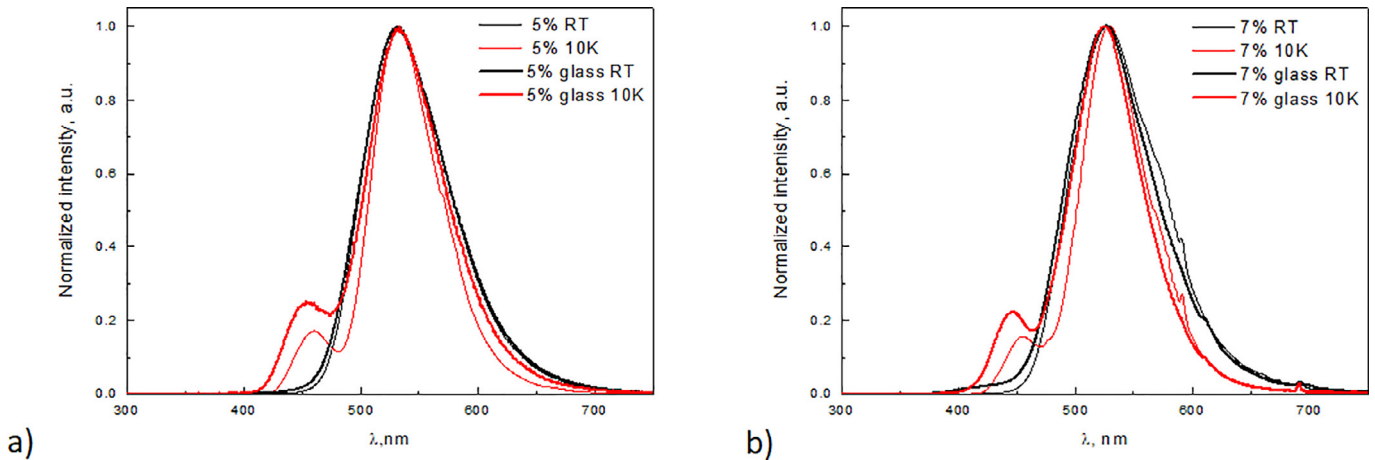 1.0
0.8
0.6
0.4
0.2
0.0
Normalized intensity, a.u.
5% RT
5% 10K
5% glass RT
5% glass 10K
300 400 500 600 700
λ,nm
a)
1.0
0.8
0.6
0.4
0.2
0.0
Normalized intensity, a.u.
7% RT
7% 10K
7% glass RT
7% glass 10K
300 400 500 600 700
λ, nm
b)